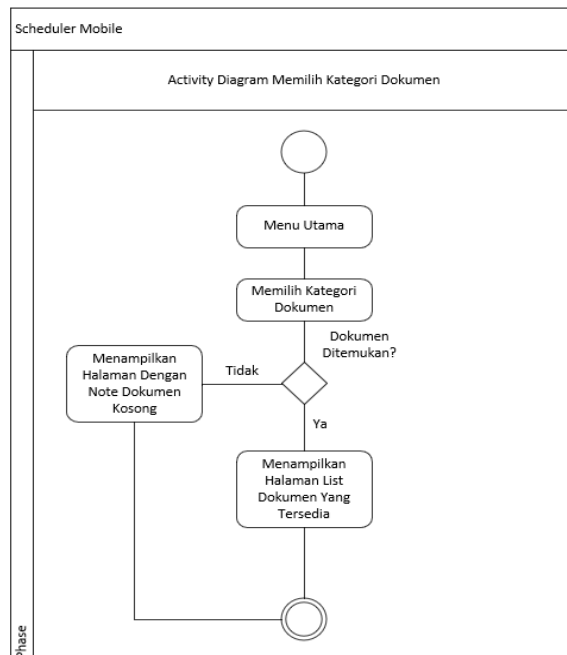 Scheduler Mobile
Activity Diagram Memilih Kategori Dokumen
Menu Utama
Memilih Kategori
Dokumen
Dokumen
Ditemukan?
Tidak
Menampilkan
Halaman Dengan
Note Dokumen
Kosong
Ya
Menampilkan
Halaman List
Dokumen Yang
Tersedia
Phase